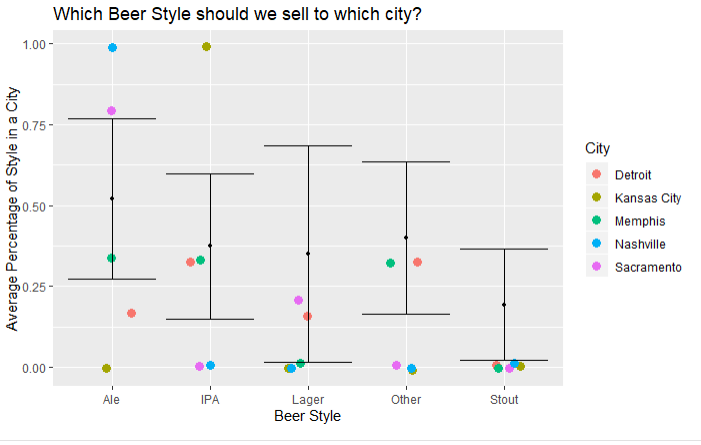 Which Beer Style should we sell to which city?
Average Percentage of Style in a City
1.00
0.75
0.50
0.25
0.00
Ale IPA Lager Other Stout
Beer Style
City
Detroit
Kansas City
Memphis
Nashville
Sacramento